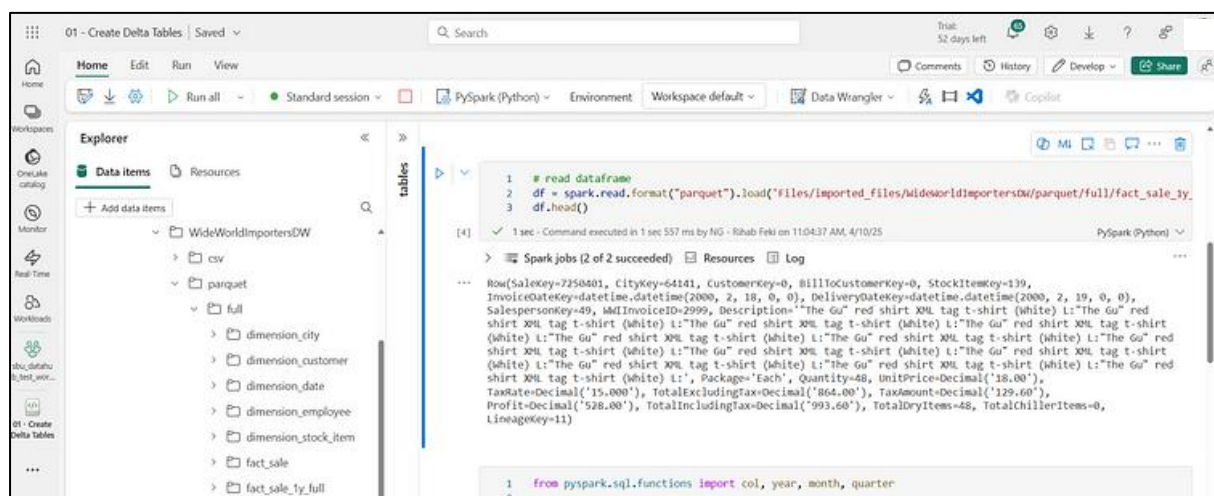 01 - Create Delta Tables | Saved
Search
Trial:
52 days left
65
?
Home
Edit
Run
View
Comments
History
Develop
Share
Run all
Standard session
PySpark (Python)
Environment
Workspace default
Data Wrangler
Copilot
Home
Workspaces
OneLake
catalog
Monitor
Real-Time
Workloads
01 - Create
Delta Tables
Explorer
Data items
Resources
+ Add data items
WideWorldImportersDW
csv
parquet
full
dimension_city
dimension_customer
dimension_date
dimension_employee
dimension_stock_item
fact_sale
fact_sale_1y_full
tables
M↓
1 # read dataframe
2 df = spark.read.format("parquet").load("Files/imported_files/WideWorldImportersDW/parquet/full/fact_sale_1y_
3 df.head()
[4] 1 sec - Command executed in 1 sec 557 ms by NG - Rihab Feki on 11:04:37 AM, 4/10/25
PySpark (Python)
Spark jobs (2 of 2 succeeded) Resources Log
Row(SaleKey=7250401, CityKey=64141, CustomerKey=0, BillToCustomerKey=0, StockItemKey=139,
InvoiceDateKey=datetime.datetime(2000, 2, 18, 0, 0), DeliveryDateKey=datetime.datetime(2000, 2, 19, 0, 0),
SalespersonKey=49, WWIInvoiceID=2999, Description='"The Gu" red shirt XML tag t-shirt (White) L:"The Gu" red
shirt XML tag t-shirt (White) L:"The Gu" red shirt XML tag t-shirt (White) L:"The Gu" red shirt XML tag t-shirt
(White) L:"The Gu" red shirt XML tag t-shirt (White) L:"The Gu" red shirt XML tag t-shirt (White) L:"The Gu" red
shirt XML tag t-shirt (White) L:"The Gu" red shirt XML tag t-shirt (White) L:"The Gu" red shirt XML tag t-shirt
(White) L:"The Gu" red shirt XML tag t-shirt (White) L:"The Gu" red shirt XML tag t-shirt (White) L:"The Gu" red
shirt XML tag t-shirt (White) L:', Package='Each', Quantity=48, UnitPrice=Decimal('18.00'),
TaxRate=Decimal('15.000'), TotalExcludingTax=Decimal('864.00'), TaxAmount=Decimal('129.60'),
Profit=Decimal('528.00'), TotalIncludingTax=Decimal('993.60'), TotalDryItems=48, TotalChillerItems=0,
LineageKey=11)
1 from pyspark.sql.functions import col, year, month, quarter
2